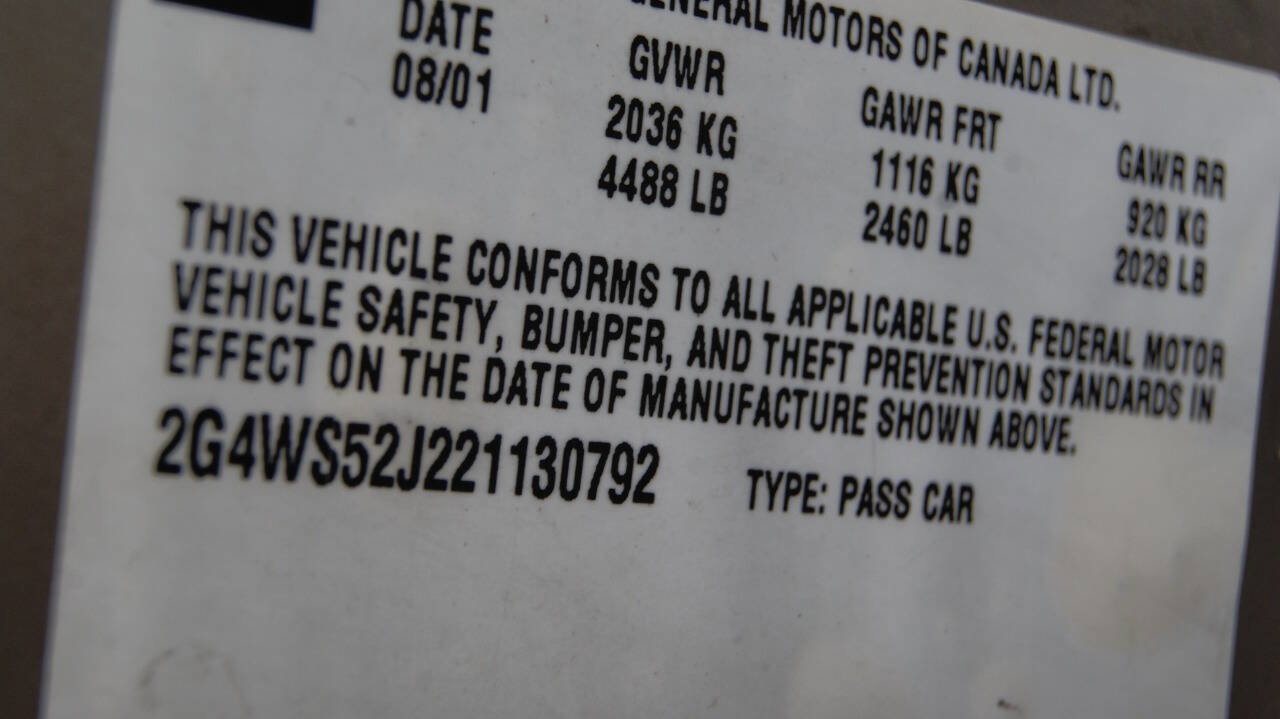 GENERAL MOTORS OF CANADA LTD.
DATE GVWR GAWR FRT GAWR RR
08/01 2036 KG 1116 KG 920 KG
4488 LB 2460 LB 2028 LB
THIS VEHICLE CONFORMS TO ALL APPLICABLE U.S. FEDERAL MOTOR
VEHICLE SAFETY, BUMPER, AND THEFT PREVENTION STANDARDS IN
EFFECT ON THE DATE OF MANUFACTURE SHOWN ABOVE.
2G4WS52J221130792 TYPE: PASS CAR